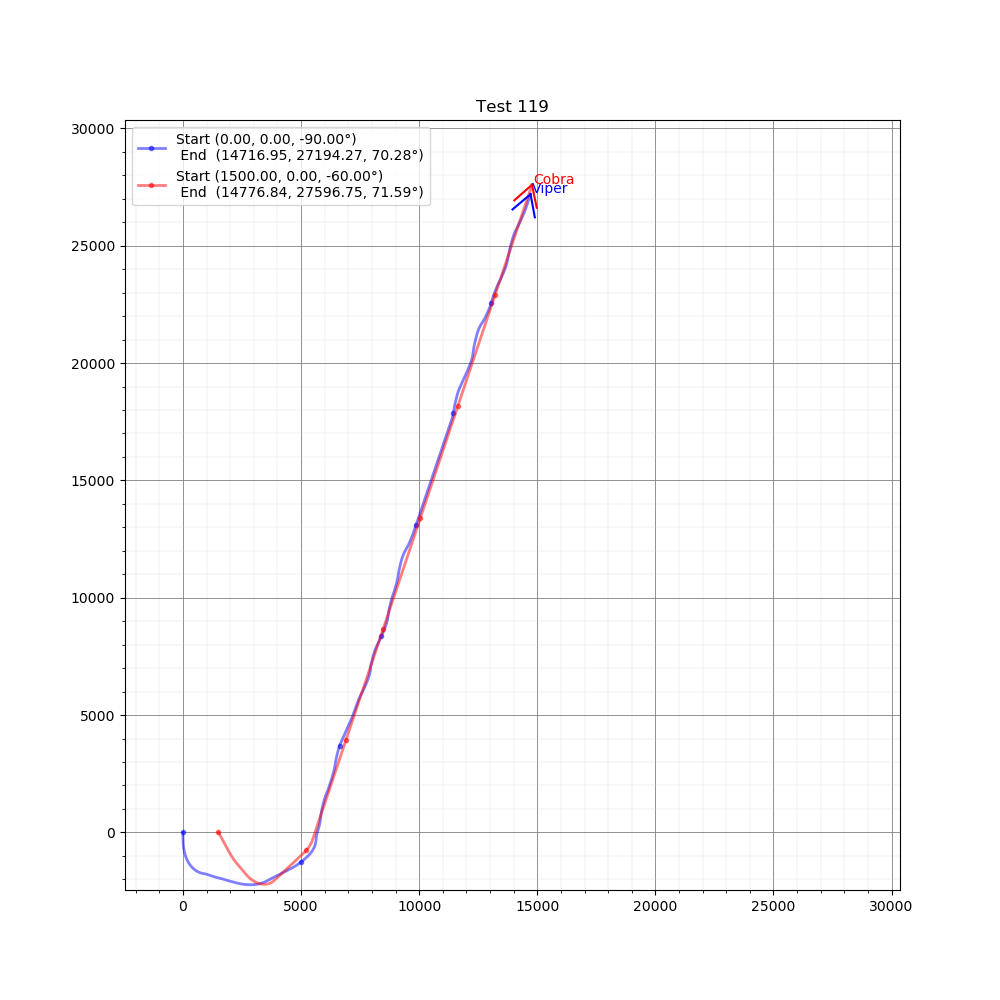 Test 119
Start (0.00, 0.00, -90.00°)
End  (14716.95, 27194.27, 70.28°)
Start (1500.00, 0.00, -60.00°)
End  (14776.84, 27596.75, 71.59°)
Cobra
Viper
30000
25000
20000
15000
10000
5000
0
0
5000
10000
15000
20000
25000
30000